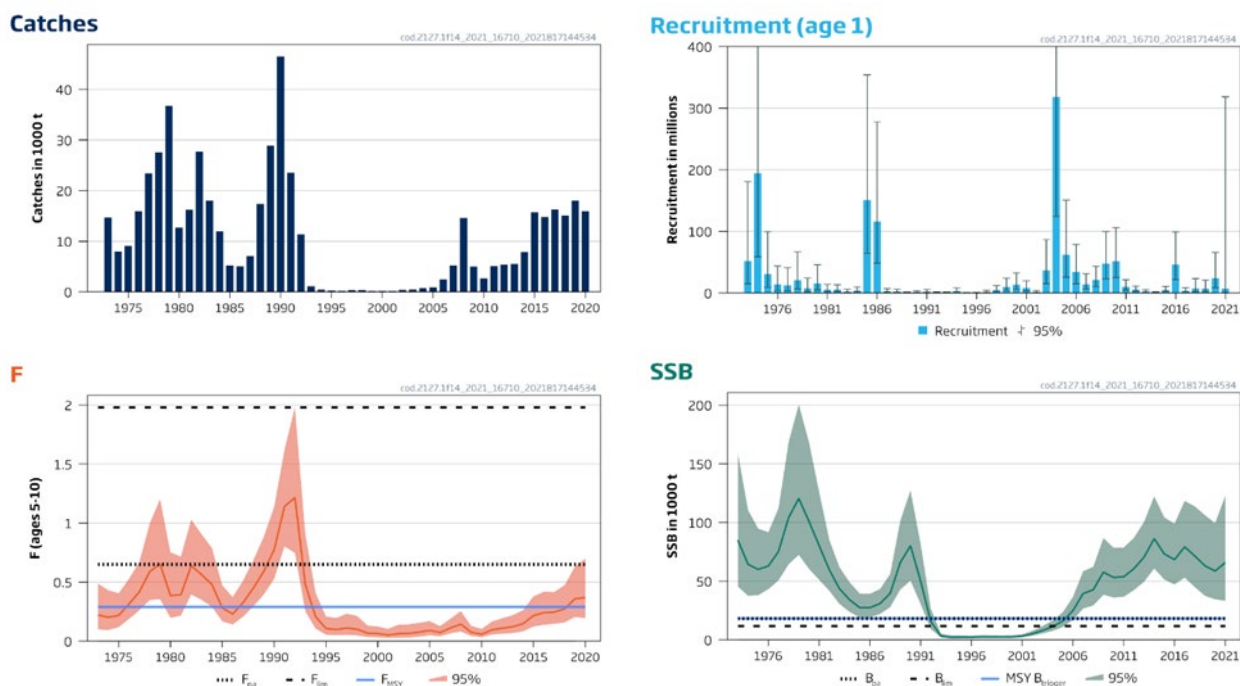 Catches
cod.2127.1f14_2021_16710_2021817144534
Catches in 1000 t
40
30
20
10
0
1975 1980 1985 1990 1995 2000 2005 2010 2015 2020
Recruitment (age 1)
cod.2127.1f14_2021_16710_2021817144534
Recruitment in millions
400
300
200
100
0
1976 1981 1986 1991 1996 2001 2006 2011 2016 2021
Recruitment 95%
F
cod.2127.1f14_2021_16710_2021817144534
F (ages 5-10)
2
1.5
1
0.5
0
1975 1980 1985 1990 1995 2000 2005 2010 2015 2020
Fpa Flim FMSY 95%
SSB
cod.2127.1f14_2021_16710_2021817144534
SSB in 1000 t
200
150
100
50
0
1976 1981 1986 1991 1996 2001 2006 2011 2016 2021
Bpa Blim MSY Btrigger 95%